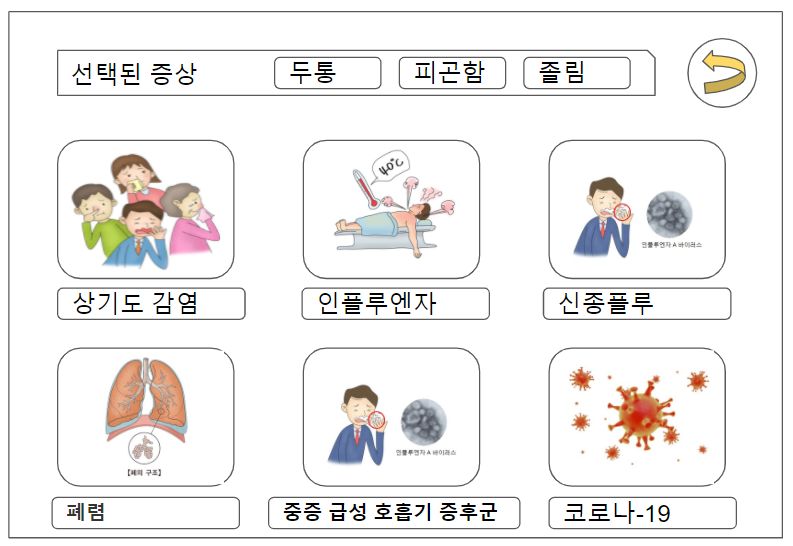 선택된 증상 두통 피곤함 졸림
40℃
인플루엔자 A 바이러스
상기도 감염 인플루엔자 신종플루
인플루엔자 A 바이러스
【폐의 구조】
폐렴 중증 급성 호흡기 증후군 코로나-19